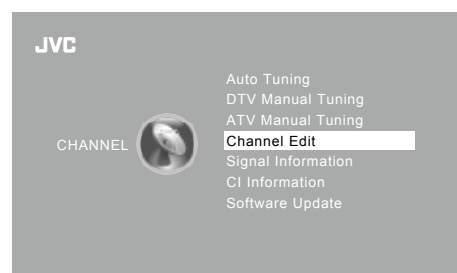 JVC
CHANNEL
Auto Tuning
DTV Manual Tuning
ATV Manual Tuning
Channel Edit
Signal Information
CI Information
Software Update